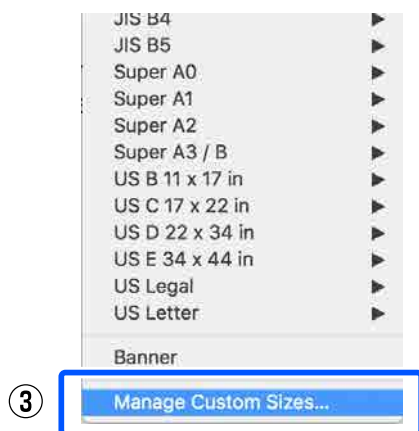 JIS B4
JIS B5
Super A0
Super A1
Super A2
Super A3 / B
US B 11 x 17 in
US C 17 x 22 in
US D 22 x 34 in
US E 34 x 44 in
US Legal
US Letter
Banner
③ Manage Custom Sizes...